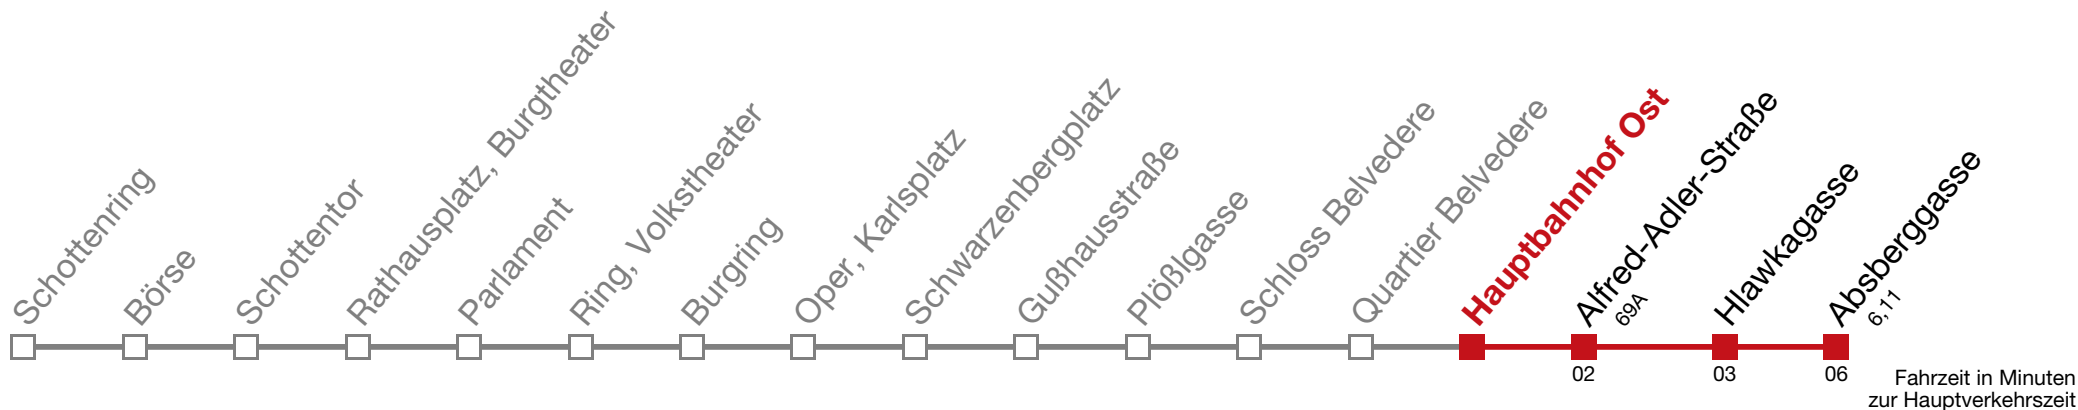 Schottenring
Börse
Schottentor
Rathausplatz, Burgtheater
Parlament
Ring, Volkstheater
Burgring
Oper, Karlsplatz
Schwarzenbergplatz
Gußhausstraße
Plößlgasse
Schloss Belvedere
Quartier Belvedere
Hauptbahnhof Ost
Alfred-Adler-Straße
69A
Hlawkagasse
Absberggasse
6,11
02
03
06
Fahrzeit in Minuten
zur Hauptverkehrszeit